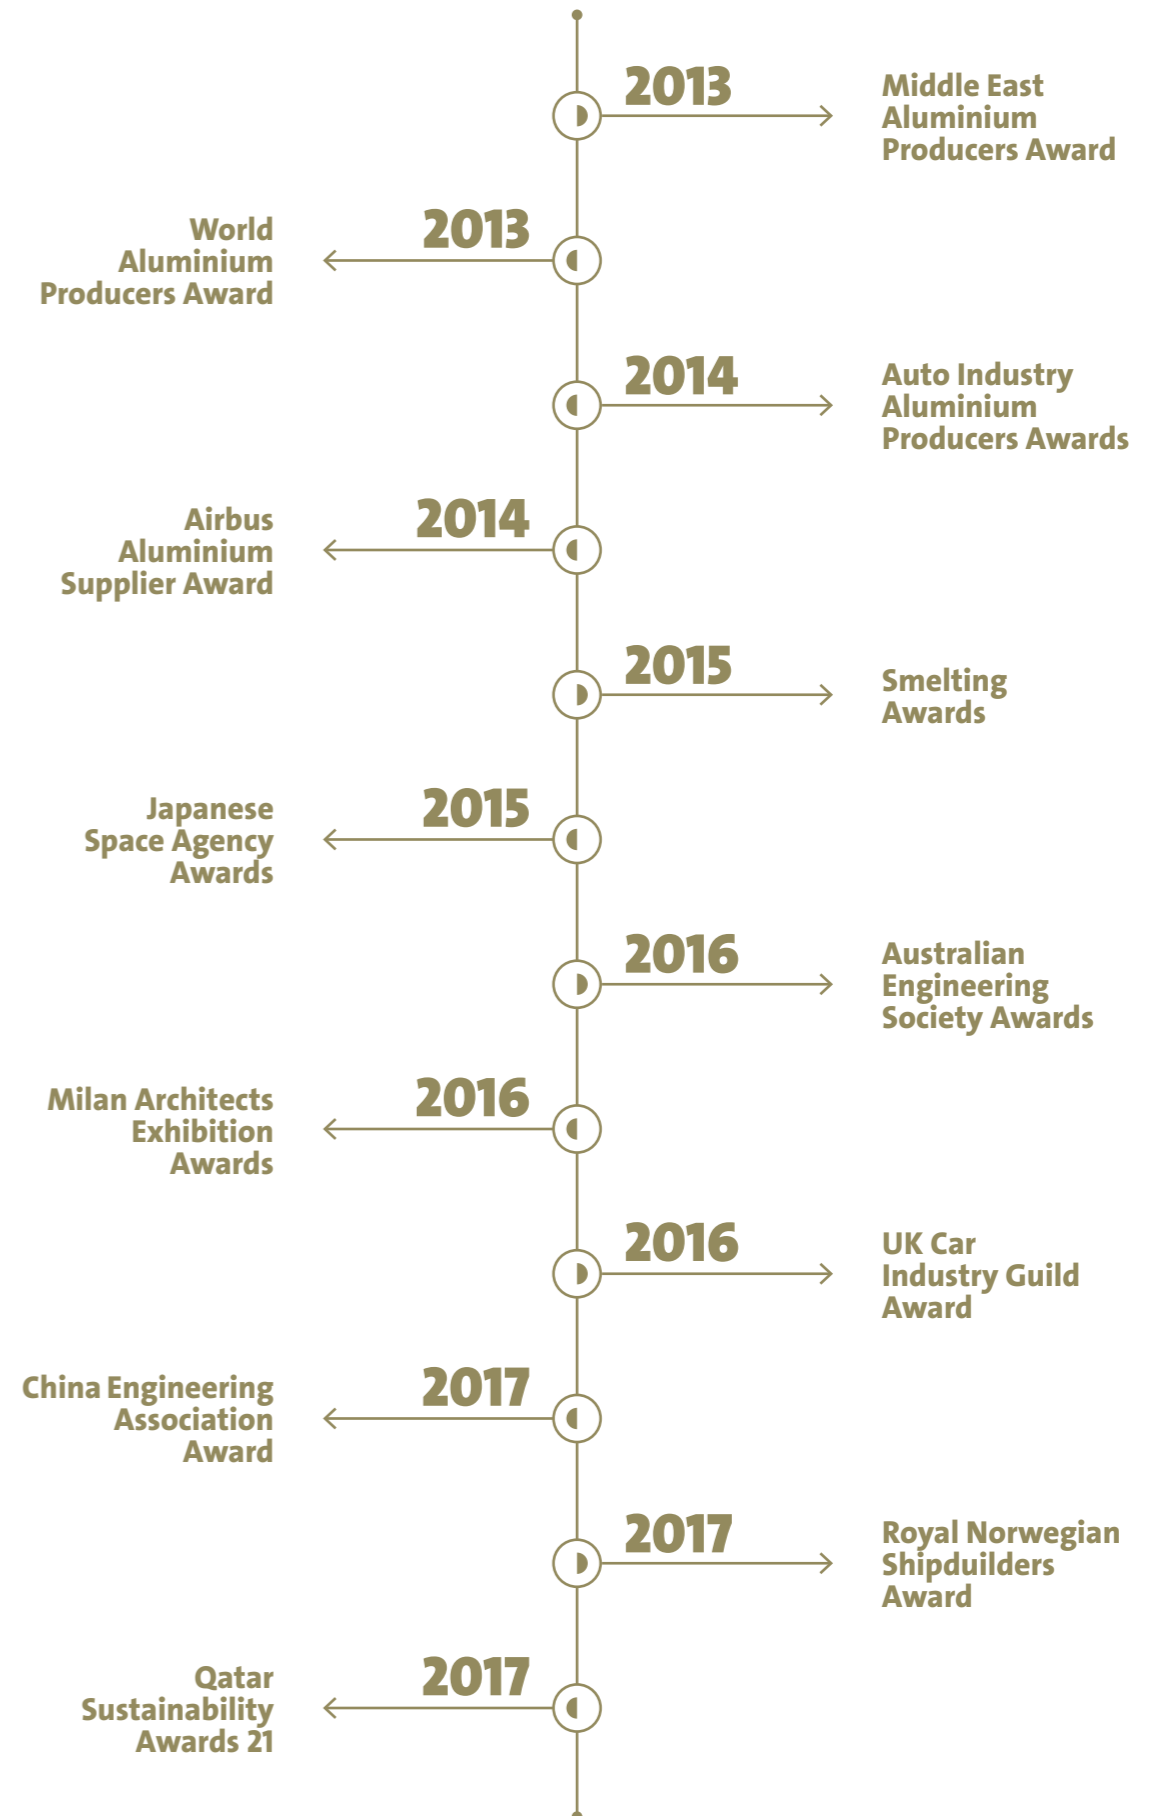 2013
Middle East
Aluminium
Producers Award
2013
World
Aluminium
Producers Award
2014
Auto Industry
Aluminium
Producers Awards
2014
Airbus
Aluminium
Supplier Award
2015
Smelting
Awards
2015
Japanese
Space Agency
Awards
2016
Australian
Engineering
Society Awards
2016
Milan Architects
Exhibition
Awards
2016
UK Car
Industry Guild
Award
2017
China Engineering
Association
Award
2017
Royal Norwegian
Shipduilders
Award
2017
Qatar
Sustainability
Awards 21